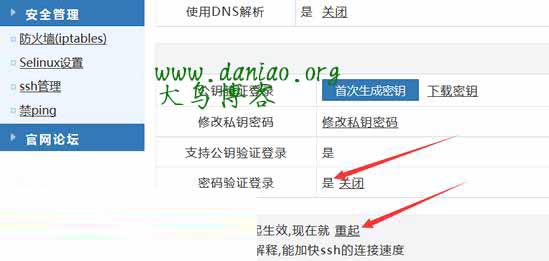 安全管理
防火墙(iptables)
Selinux设置
ssh管理
禁ping
官网论坛
使用DNS解析 是 关闭
www.daniao.org
大鸟博客
公钥验证登录 首次生成密钥 下载密钥
修改私钥密码 修改私钥密码
支持公钥验证登录 是
密码验证登录 是 关闭
起生效,现在就 重起
解释,能加快ssh的连接速度